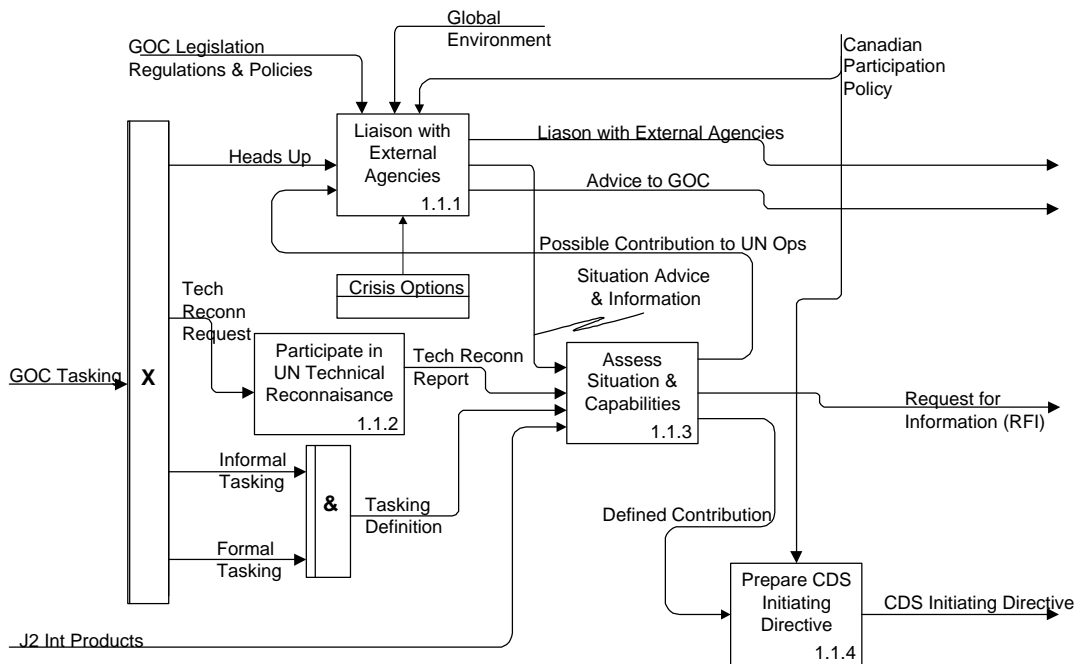 Global
Environment
GOC Legislation
Regulations & Policies
Canadian
Participation
Policy
Liaison with
External
Agencies
1.1.1
Liason with External Agencies
Heads Up
Advice to GOC
Possible Contribution to UN Ops
Crisis Options
Situation Advice
& Information
Tech
Reconn
Request
GOC Tasking
X
Participate in
UN Technical
Reconnaisance
1.1.2
Tech Reconn
Report
Assess
Situation &
Capabilities
1.1.3
Request for
Information (RFI)
Informal
Tasking
&
Tasking
Definition
Defined Contribution
Formal
Tasking
Prepare CDS
Initiating
Directive
1.1.4
CDS Initiating Directive
J2 Int Products